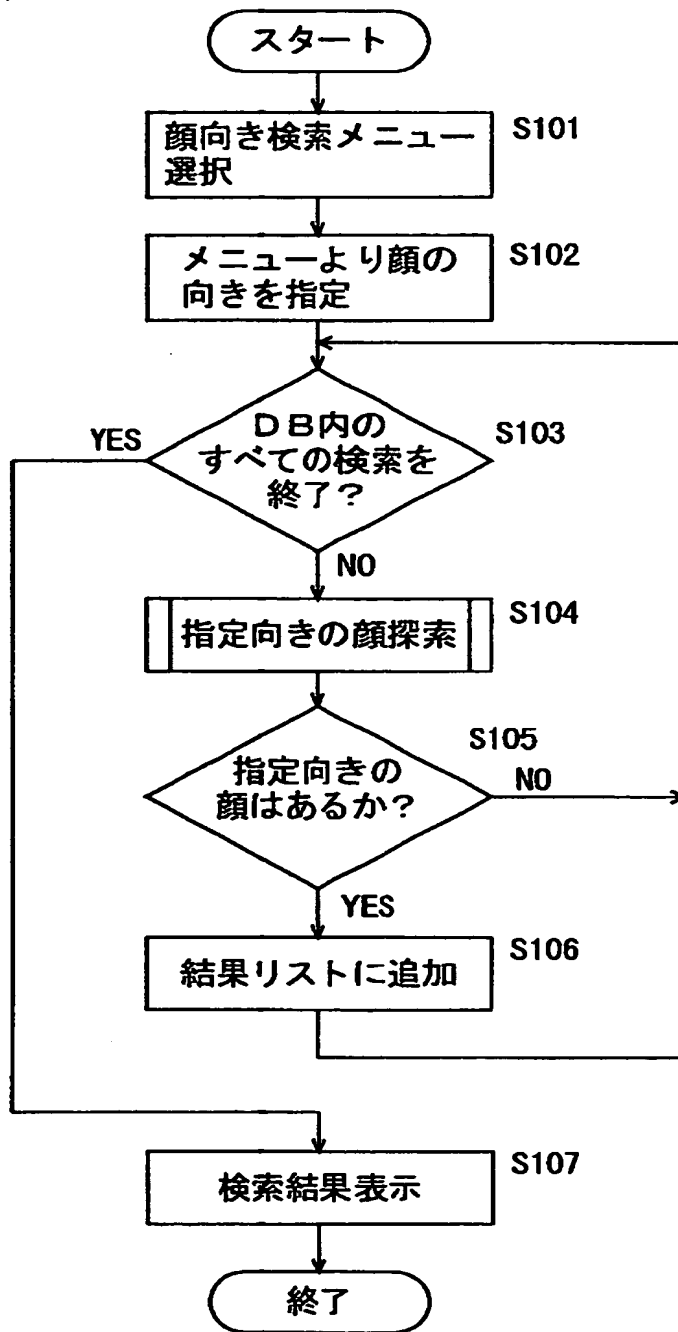 スタート
顔向き検索メニュー
選択
S101
メニューより顔の
向きを指定
S102
DB内の
すべての検索を
終了?
S103
YES
NO
指定向きの顔探索
S104
指定向きの
顔はあるか?
S105
NO
YES
結果リストに追加
S106
検索結果表示
S107
終了